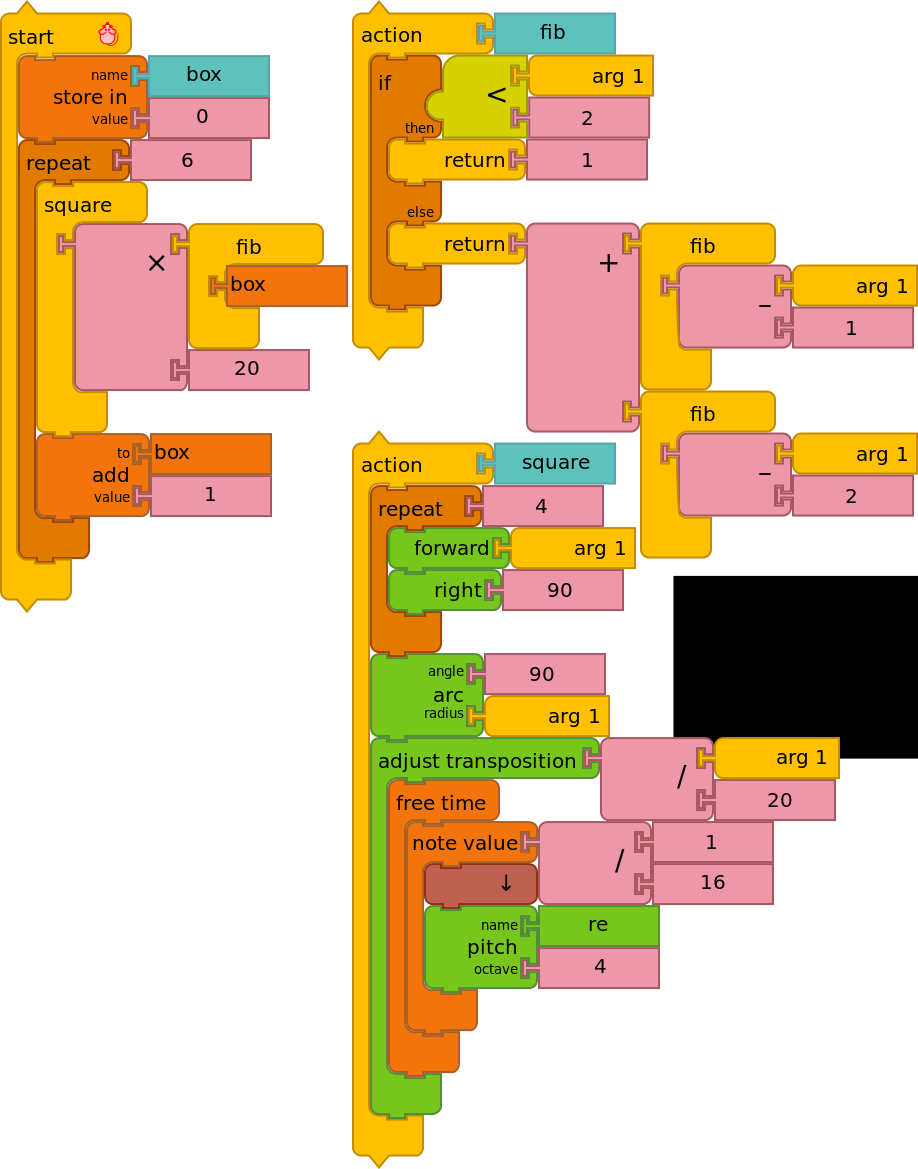 start
name box
store in
value 0
repeat 6
square
× fib
box
20
to box
add
value 1
action fib
if < arg 1
2
then
return 1
else
return + fib
– arg 1
1
fib
– arg 1
2
action square
repeat 4
forward arg 1
right 90
angle 90
arc
radius arg 1
adjust transposition / arg 1
20
free time
note value / 1
16
↓
name re
pitch
octave 4